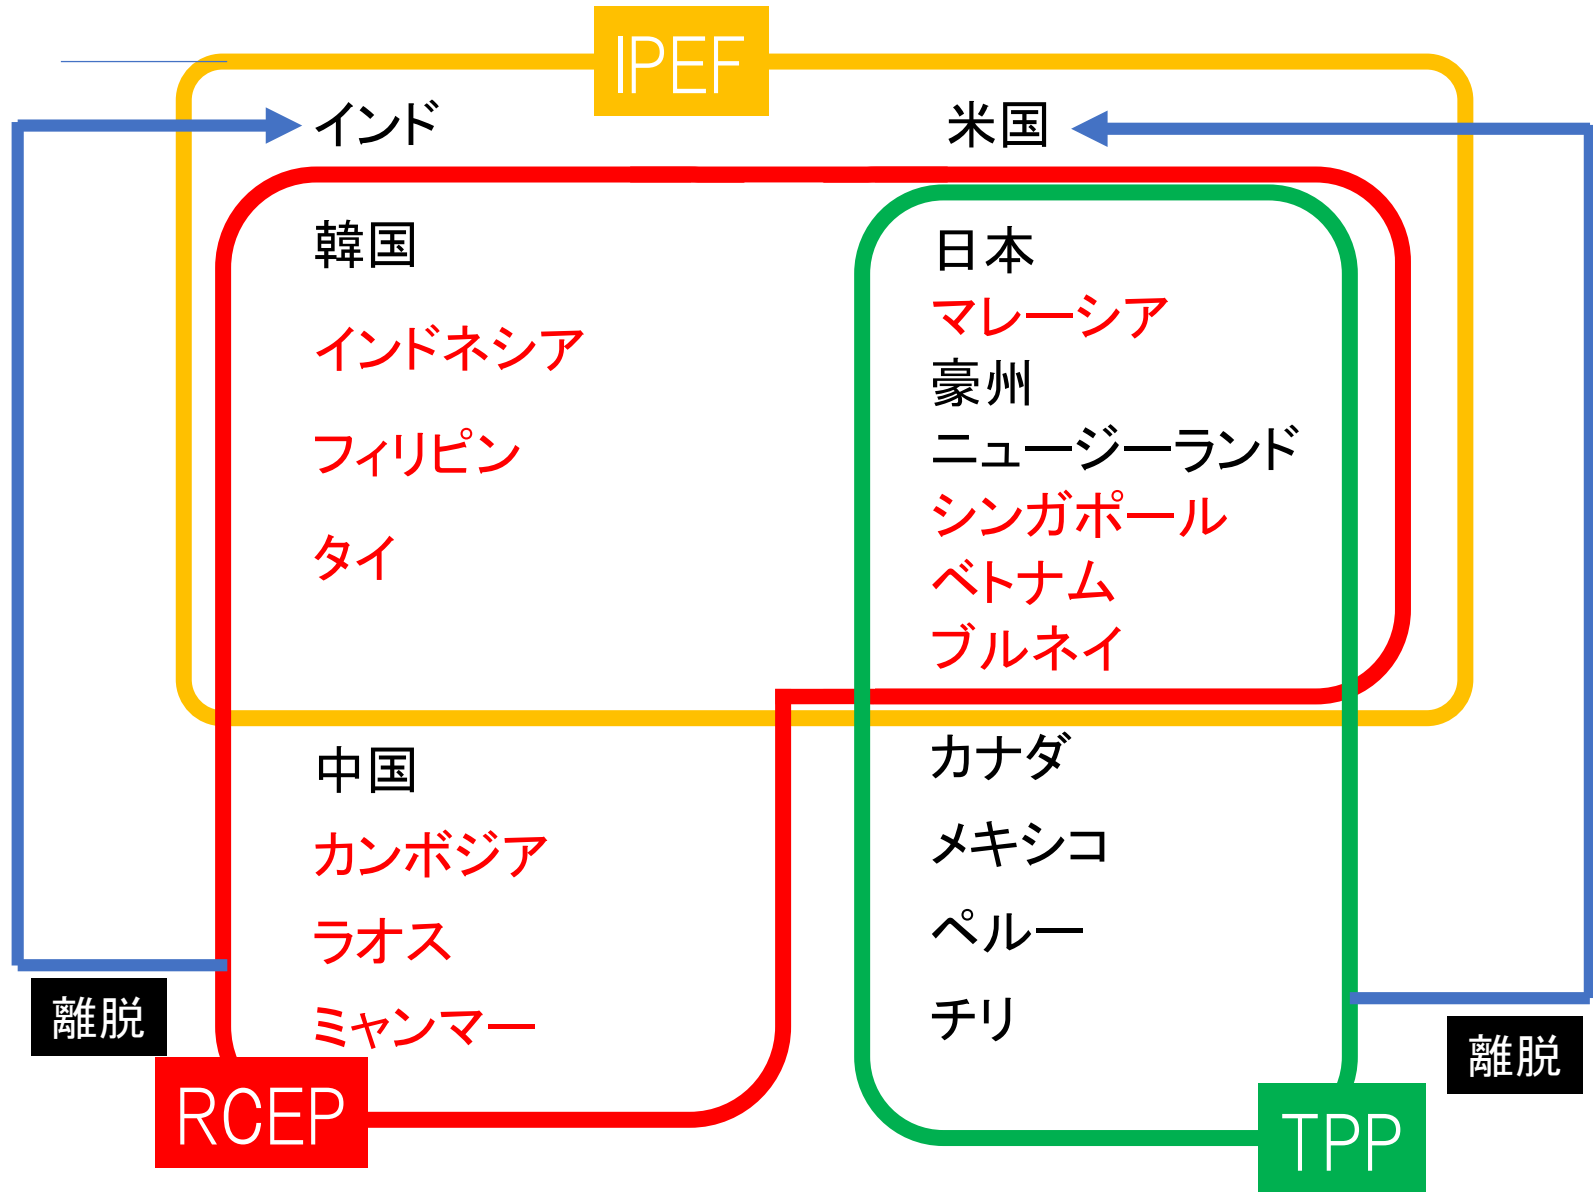 IPEF
インド
米国
韓国
インドネシア
フィリピン
タイ
日本
マレーシア
豪州
ニュージーランド
シンガポール
ベトナム
ブルネイ
中国
カンボジア
ラオス
ミャンマー
カナダ
メキシコ
ペルー
チリ
離脱
離脱
RCEP
TPP